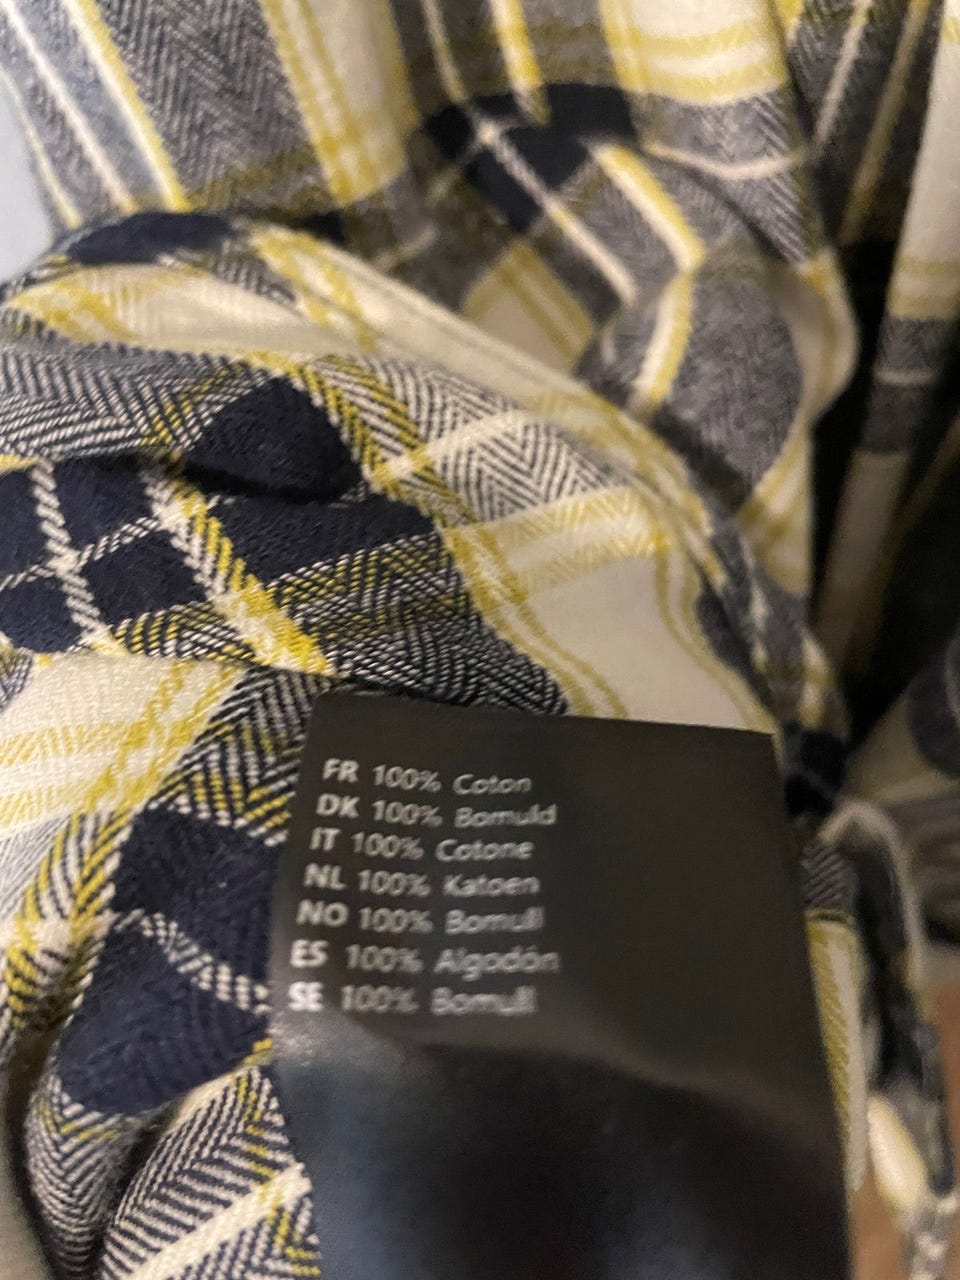 FR 100% Coton
DK 100% Bomuld
IT 100% Cotone
NL 100% Katoen
NO 100% Bomull
ES 100% Algodón
SE 100% Bomull